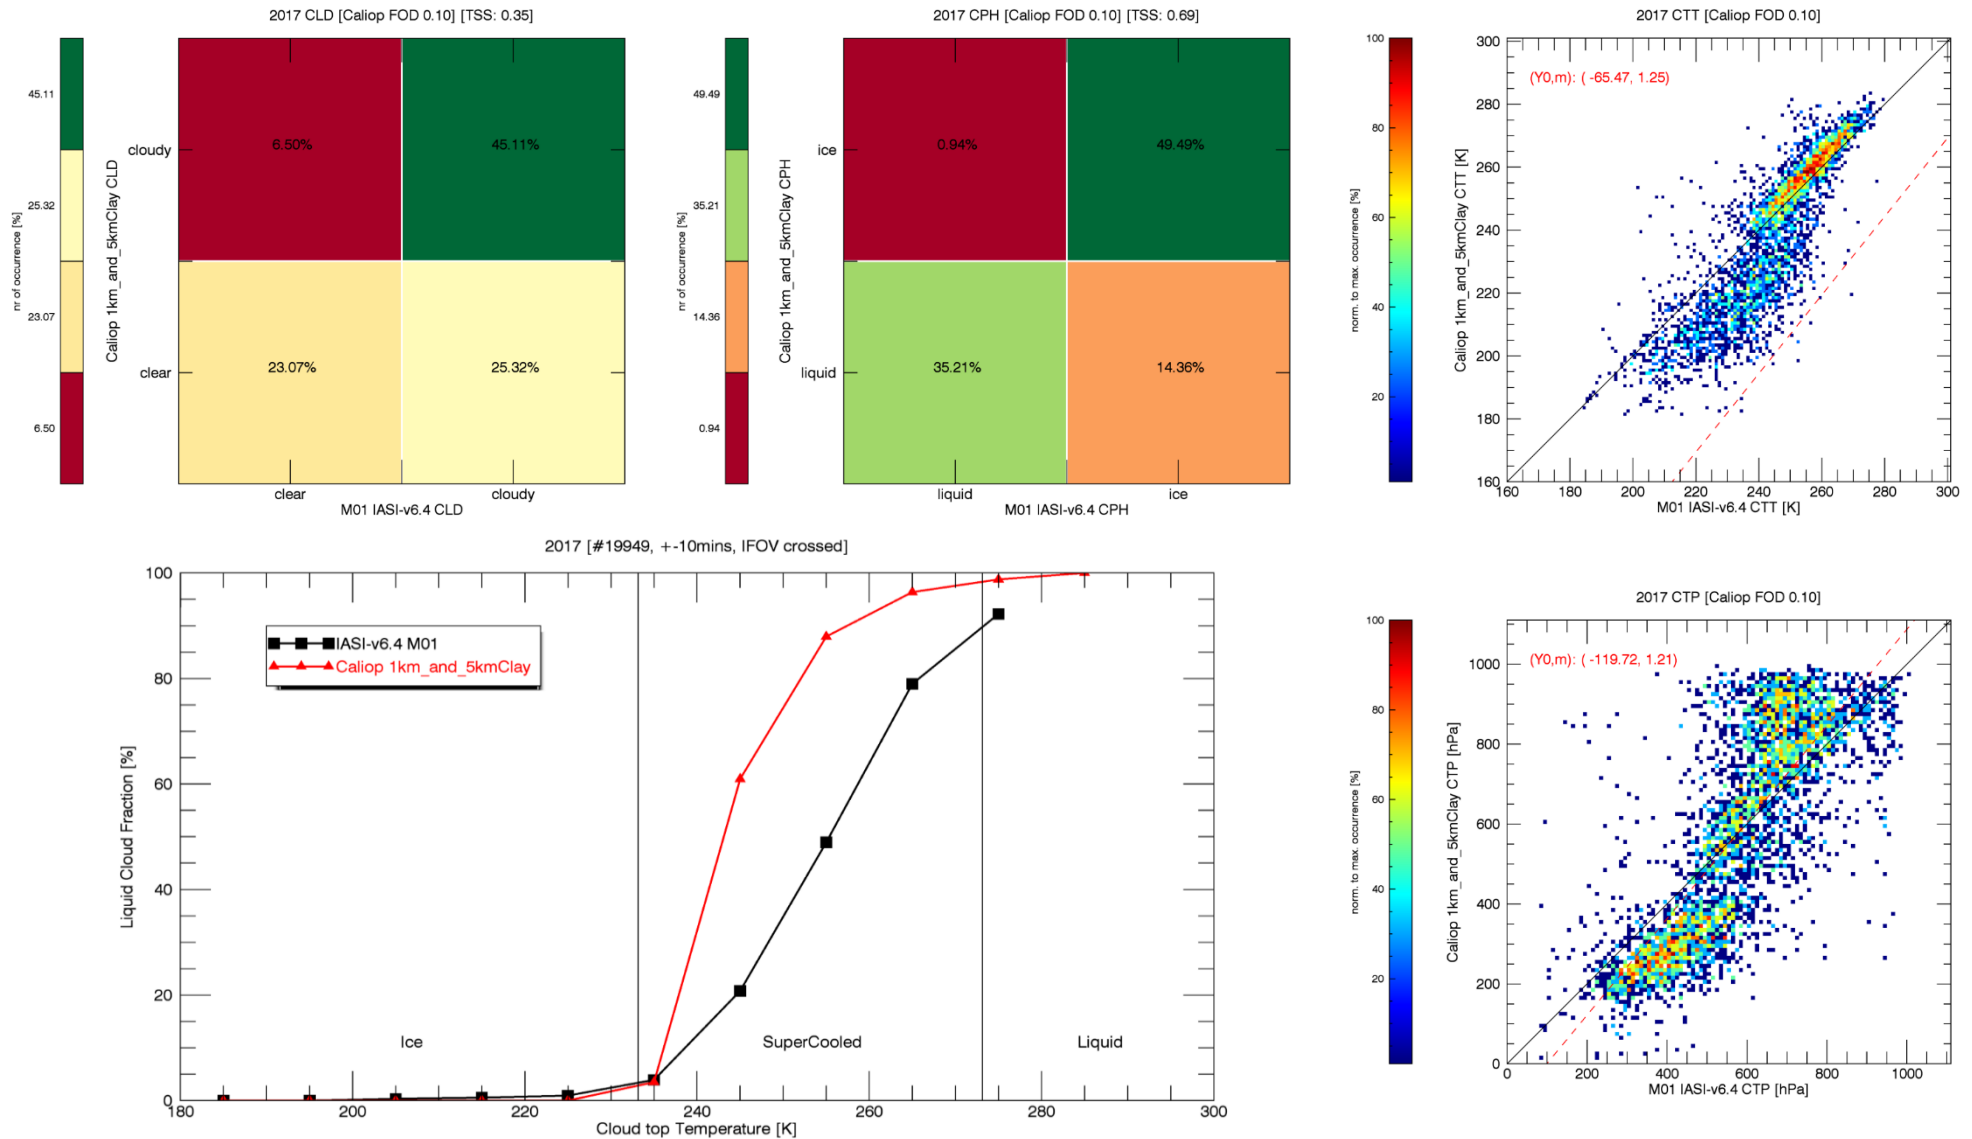 2017 CLD [Caliop FOD 0.10] [TSS: 0.35]
45.11
25.32
23.07
6.50
nr of occurrence [%]
Caliop 1km_and_5kmClay CLD
cloudy
clear
6.50%
45.11%
23.07%
25.32%
clear
cloudy
M01 IASI-v6.4 CLD
2017 CPH [Caliop FOD 0.10] [TSS: 0.69]
49.49
35.21
14.36
0.94
nr of occurrence [%]
Caliop 1km_and_5kmClay CPH
ice
liquid
0.94%
49.49%
35.21%
14.36%
liquid
ice
M01 IASI-v6.4 CPH
2017 CTT [Caliop FOD 0.10]
100
80
60
40
20
norm. to max. occurrence [%]
Caliop 1km_and_5kmClay CTT [K]
300
280
260
240
220
200
180
160
(Y0,m): ( -65.47, 1.25)
160 180 200 220 240 260 280 300
M01 IASI-v6.4 CTT [K]
2017 [#19949, +-10mins, IFOV crossed]
100
80
60
40
20
0
Liquid Cloud Fraction [%]
IASI-v6.4 M01
Caliop 1km_and_5kmClay
Ice
SuperCooled
Liquid
180 200 220 240 260 280 300
Cloud top Temperature [K]
2017 CTP [Caliop FOD 0.10]
100
80
60
40
20
norm. to max. occurrence [%]
Caliop 1km_and_5kmClay CTP [hPa]
1000
800
600
400
200
0
(Y0,m): ( -119.72, 1.21)
0 200 400 600 800 1000
M01 IASI-v6.4 CTP [hPa]